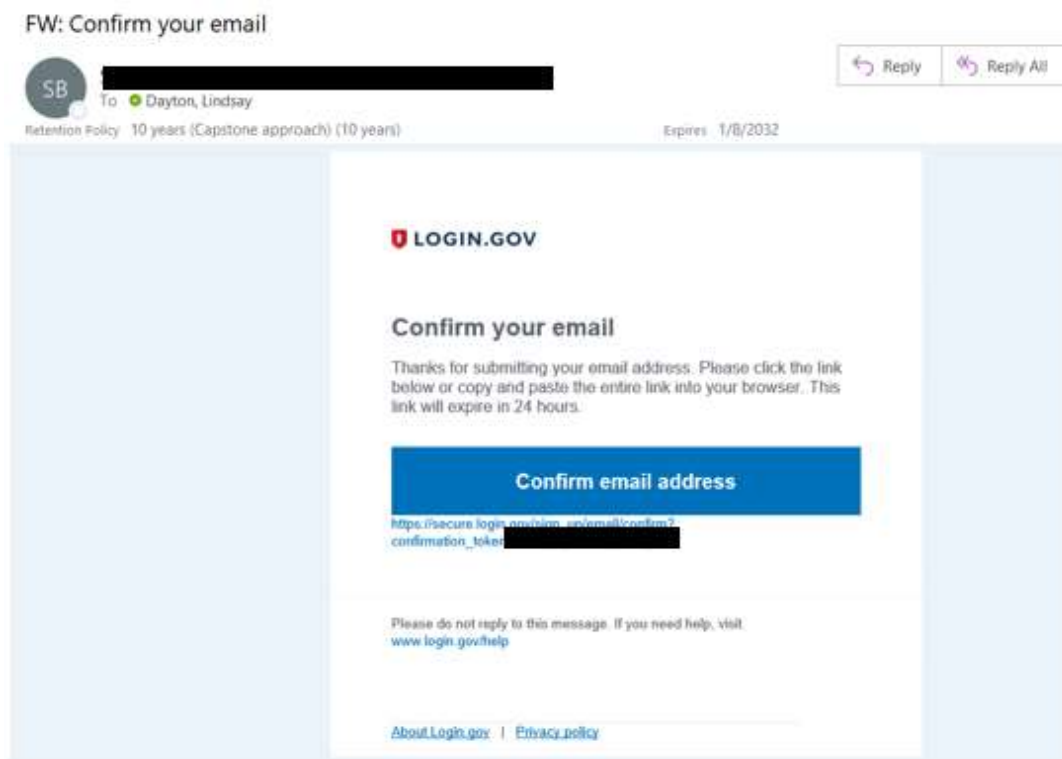 FW: Confirm your email
Reply
Reply All
SB
To Dayton, Lindsay
Retention Policy 10 years (Capstone approach) (10 years)
Expires 1/8/2032
LOGIN.GOV
Confirm your email
Thanks for submitting your email address. Please click the link
below or copy and paste the entire link into your browser. This
link will expire in 24 hours.
Confirm email address
https://secure.login.gov/sign_up/email/confirm?
confirmation_token
Please do not reply to this message. If you need help, visit
www.login.gov/help
About Login.gov | Privacy policy